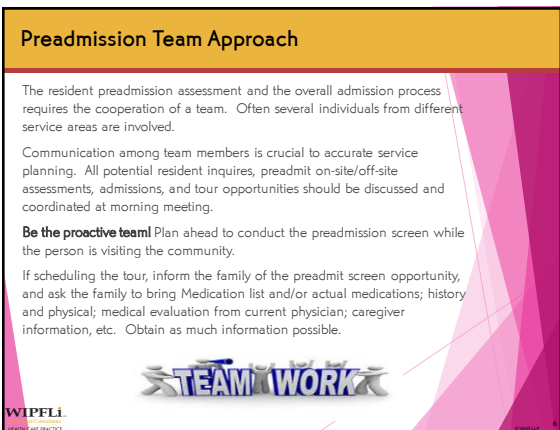 Preadmission Team Approach
The resident preadmission assessment and the overall admission process
requires the cooperation of a team. Often several individuals from different
service areas are involved.
Communication among team members is crucial to accurate service
planning. All potential resident inquires, preadmit on-site/off-site
assessments, admissions, and tour opportunities should be discussed and
coordinated at morning meeting.
Be the proactive team! Plan ahead to conduct the preadmission screen while
the person is visiting the community.
If scheduling the tour, inform the family of the preadmit screen opportunity,
and ask the family to bring Medication list and/or actual medications; history
and physical; medical evaluation from current physician; caregiver
information, etc. Obtain as much information possible.
TEAM WORK
WIPFLi
HEALTH CARE PRACTICE
6